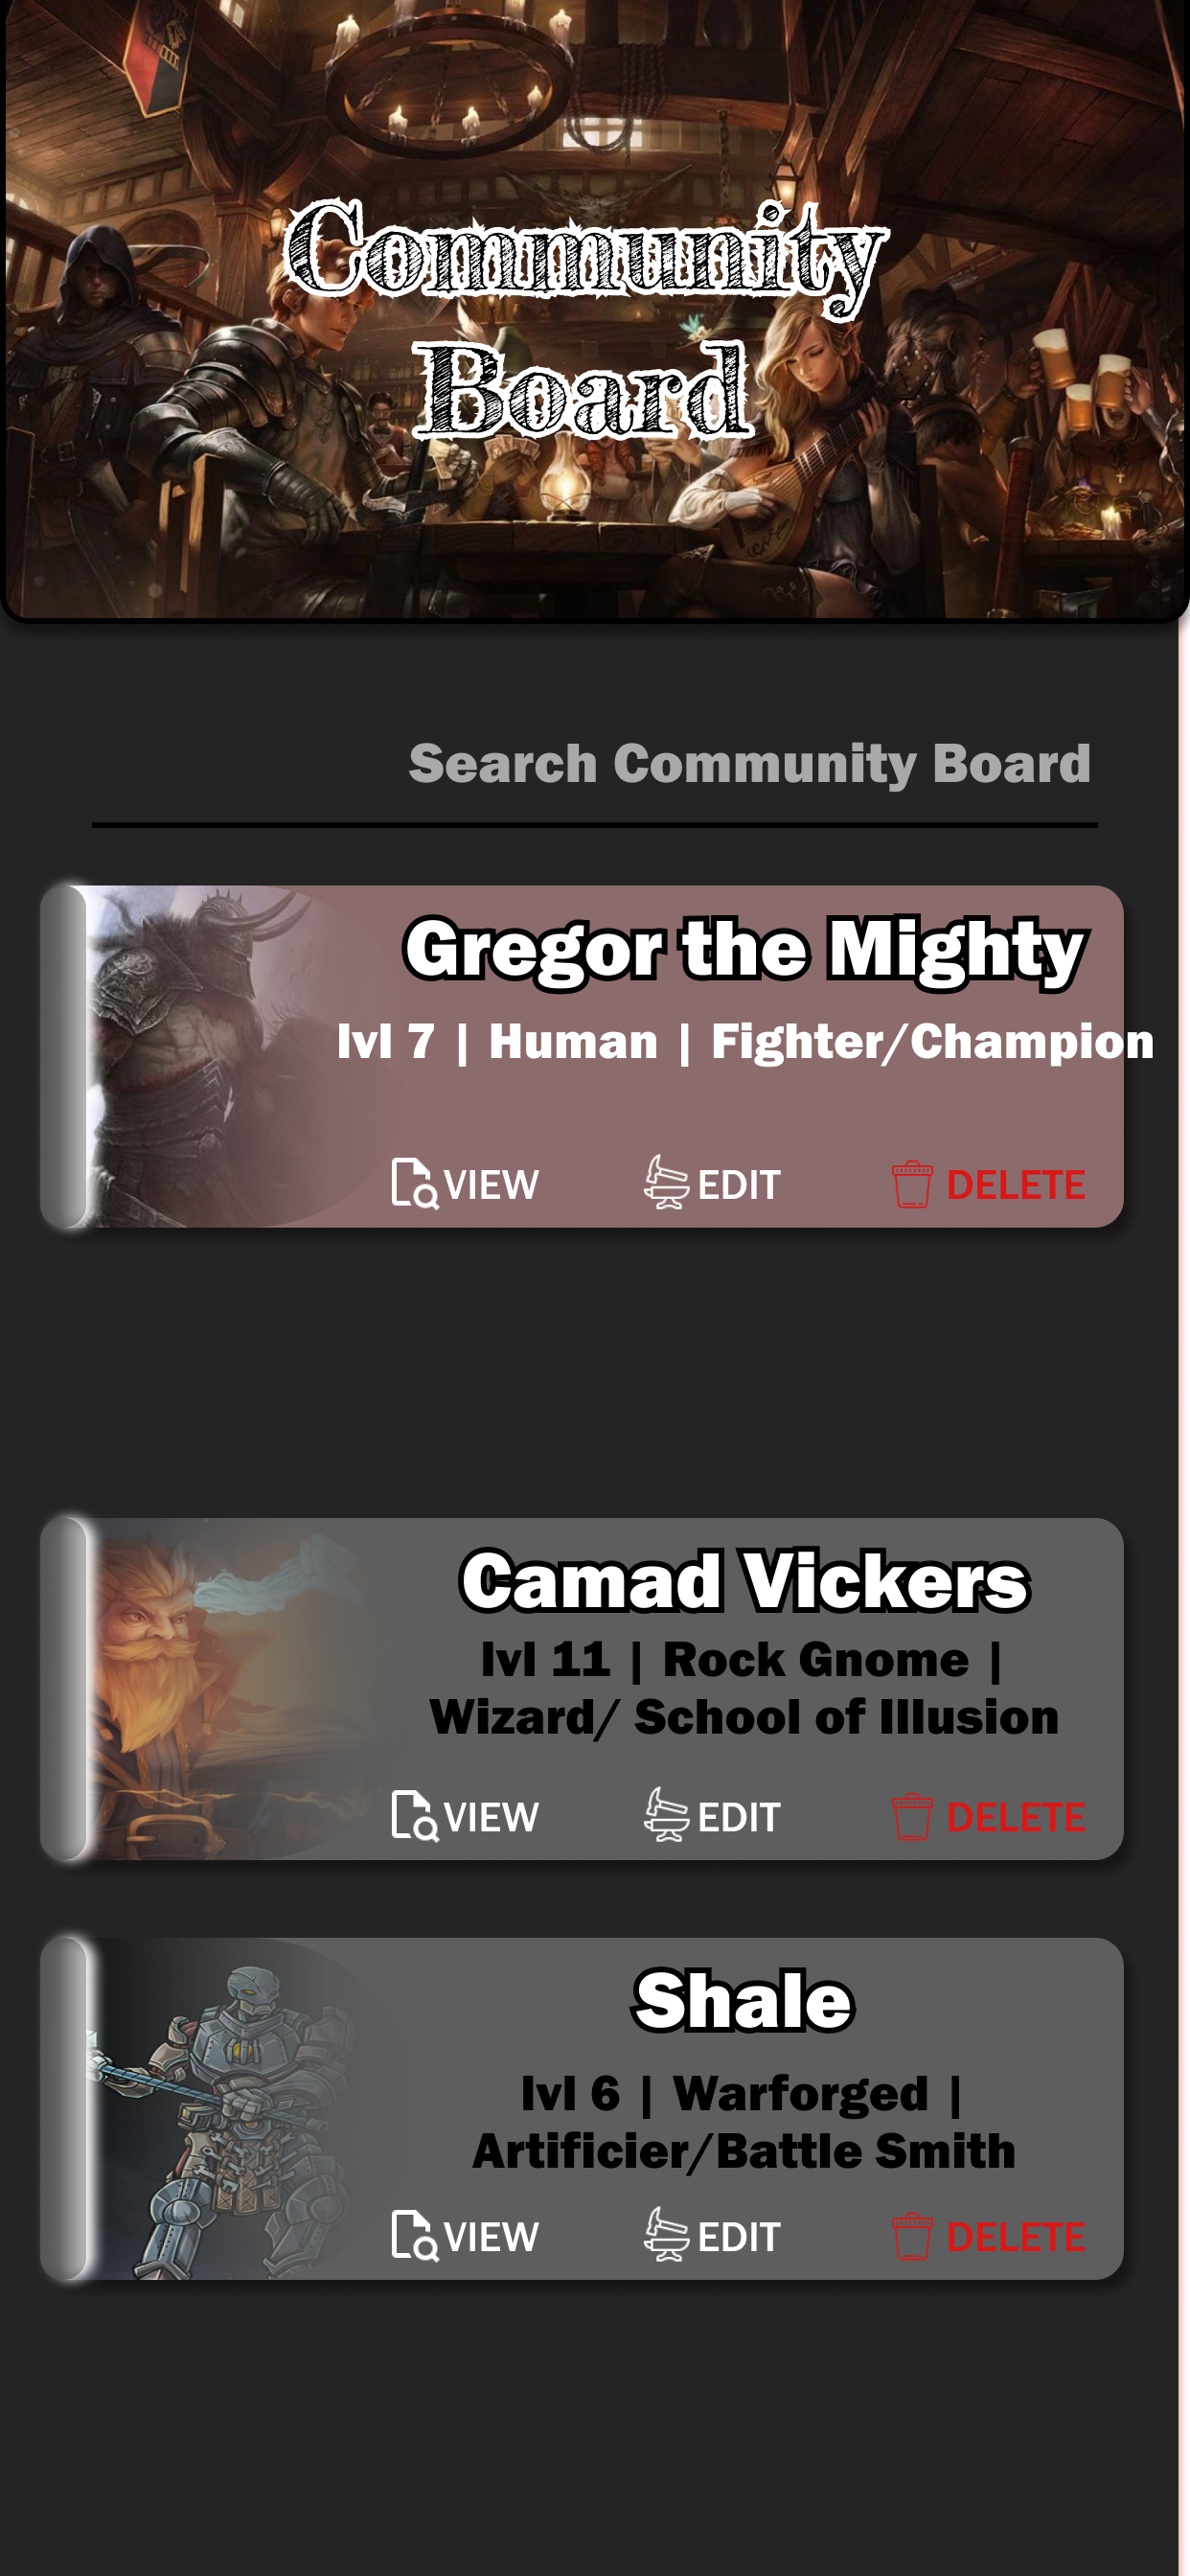 Community
Board
Search Community Board
Gregor the Mighty
lvl 7 | Human | Fighter/Champion
VIEW EDIT DELETE
Camad Vickers
lvl 11 | Rock Gnome |
Wizard/ School of Illusion
VIEW EDIT DELETE
Shale
lvl 6 | Warforged |
Artificier/Battle Smith
VIEW EDIT DELETE